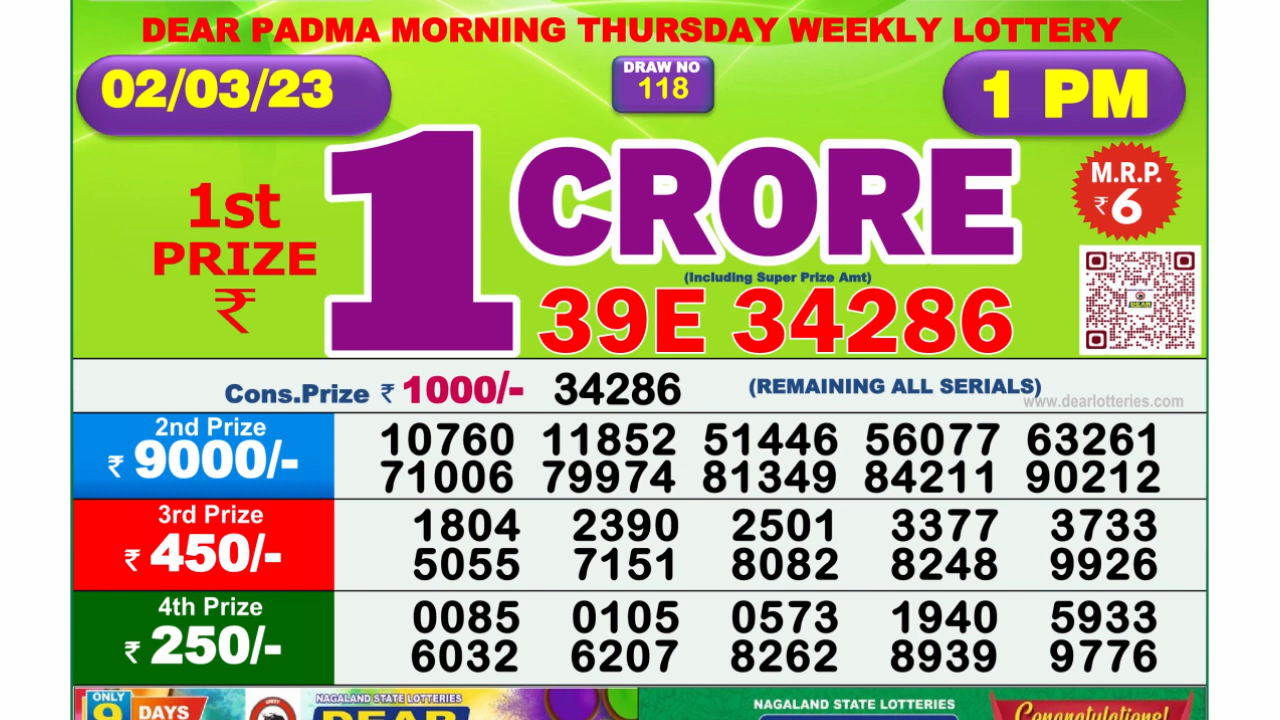 DEAR PADMA MORNING THURSDAY WEEKLY LOTTERY
02/03/23
DRAW NO
118
1 PM
1st
PRIZE
₹
1 CRORE
(Including Super Prize Amt)
39E 34286
M.R.P.
₹6
DEAR
Cons.Prize ₹ 1000/- 34286 (REMAINING ALL SERIALS)
www.dearlotteries.com
2nd Prize
₹ 9000/-
10760 11852 51446 56077 63261
71006 79974 81349 84211 90212
3rd Prize
₹ 450/-
1804 2390 2501 3377 3733
5055 7151 8082 8248 9926
4th Prize
₹ 250/-
0085 0105 0573 1940 5933
6032 6207 8262 8939 9776
ONLY
9 DAYS
NAGALAND STATE LOTTERIES
DEAR
NAGALAND STATE LOTTERIES
Congratulations!